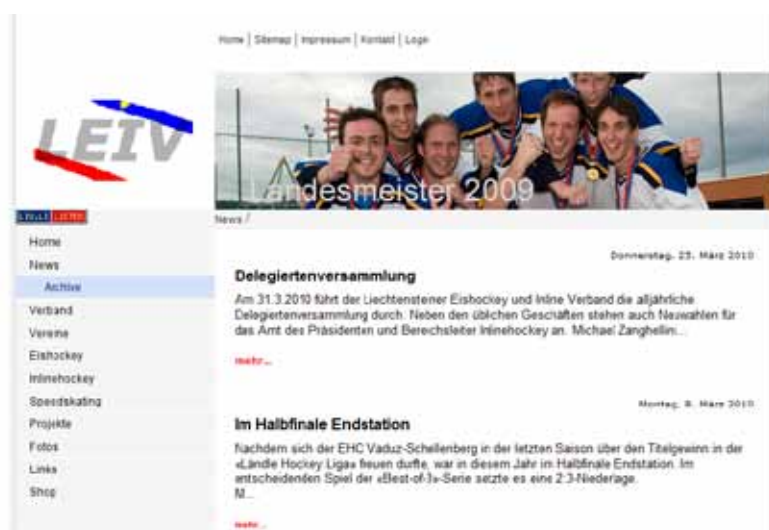 Home | Sitemap | Impressum | Kontakt | Login
LEIV
Landesmeister 2009
News /
Home
News
Archive
Verband
Vereine
Eishockey
Inlinehockey
Speedskating
Projekte
Fotos
Links
Shop
Donnerstag, 25. März 2010
Delegiertenversammlung
Am 31.3.2010 führt der Liechtensteiner Eishockey und Inline Verband die alljährliche
Delegiertenversammlung durch. Neben den üblichen Geschäften stehen auch Neuwahlen für
das Amt des Präsidenten und Bereichsleiter Inlinehockey an. Michael Zanghellini...
mehr...
Montag, 8. März 2010
Im Halbfinale Endstation
Nachdem sich der EHC Vaduz-Schellenberg in der letzten Saison über den Titelgewinn in der
«Ländle Hockey Liga» freuen durfte, war in diesem Jahr im Halbfinale Endstation. Im
entscheidenden Spiel der «Best-of-3»-Serie setzte es eine 2:3-Niederlage.
M...
mehr...